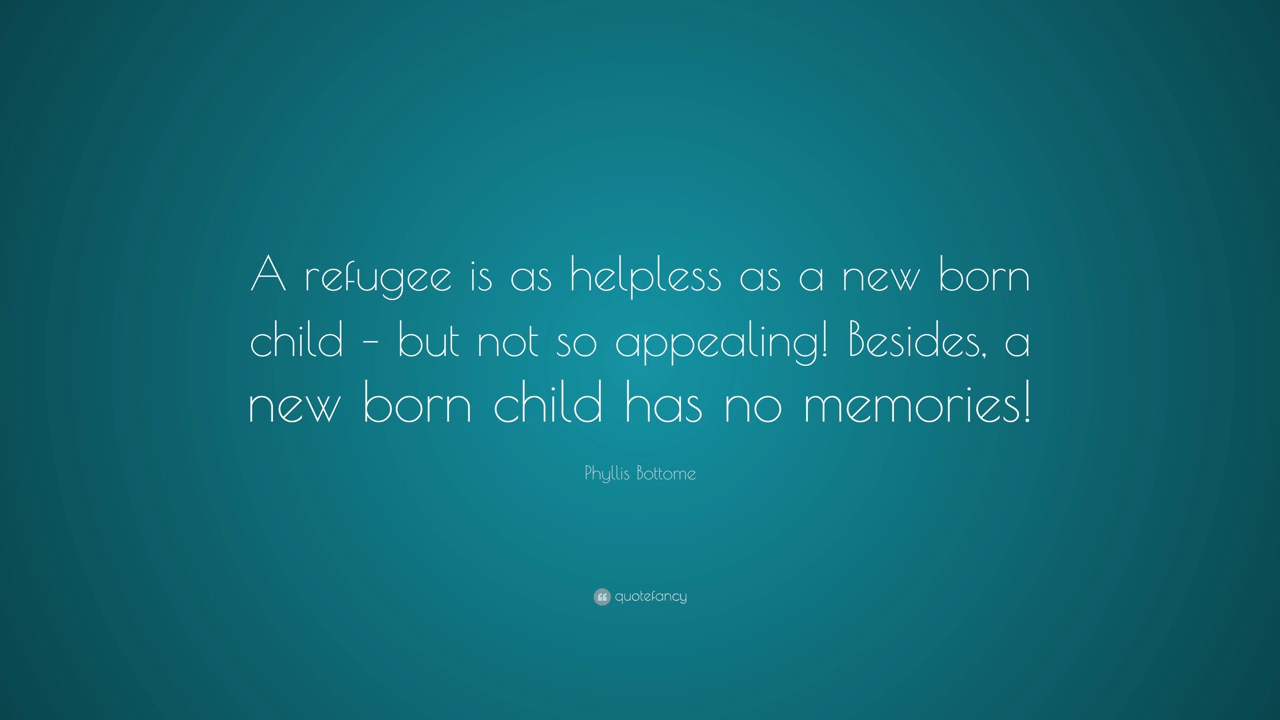 A refugee is as helpless as a new born
child – but not so appealing! Besides, a
new born child has no memories!
Phyllis Bottome
quotefancy